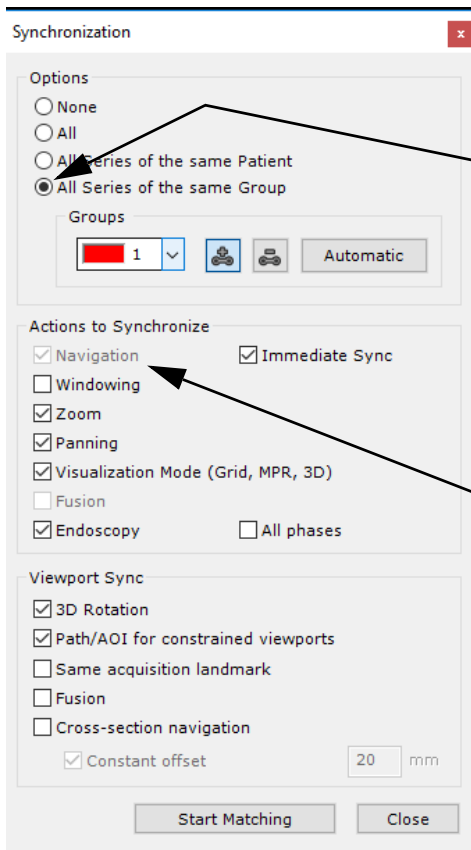 Synchronization
x
Options
None
All
All Series of the same Patient
All Series of the same Group
Groups
1
Automatic
Actions to Synchronize
Navigation Immediate Sync
Windowing
Zoom
Panning
Visualization Mode (Grid, MPR, 3D)
Fusion
Endoscopy All phases
Viewport Sync
3D Rotation
Path/AOI for constrained viewports
Same acquisition landmark
Fusion
Cross-section navigation
Constant offset 20 mm
Start Matching Close